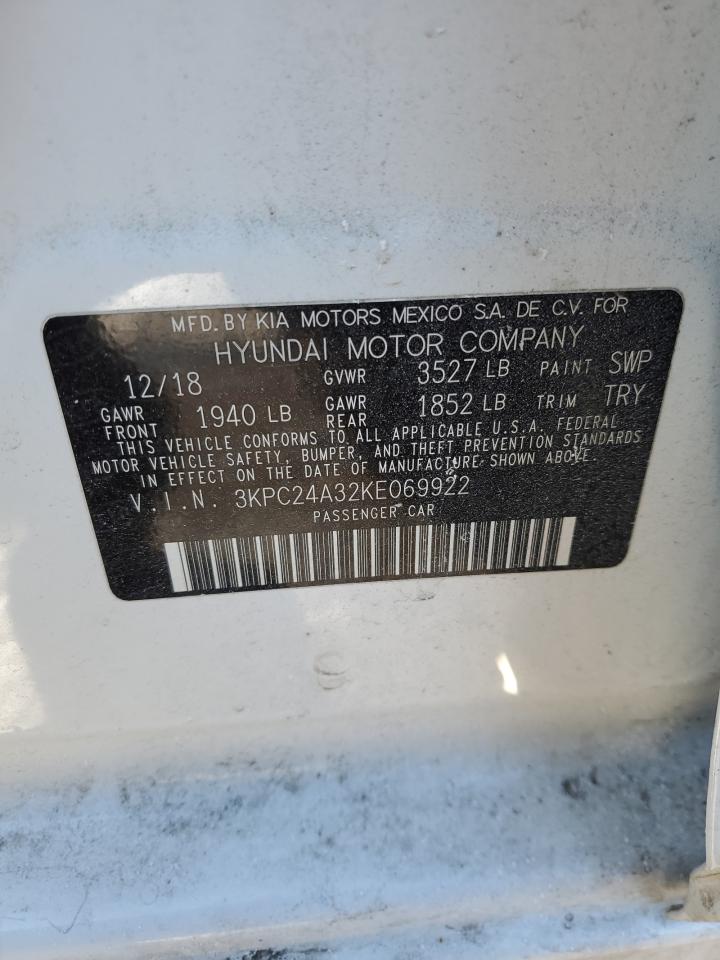 MFD. BY KIA MOTORS MEXICO S.A. DE C.V. FOR
HYUNDAI MOTOR COMPANY
12/18 GVWR 3527 LB PAINT SWP
GAWR FRONT 1940 LB GAWR REAR 1852 LB TRIM TRY
THIS VEHICLE CONFORMS TO ALL APPLICABLE U.S.A. FEDERAL
MOTOR VEHICLE SAFETY, BUMPER, AND THEFT PREVENTION STANDARDS
IN EFFECT ON THE DATE OF MANUFACTURE SHOWN ABOVE.
V.I.N. 3KPC24A32KE069922
PASSENGER CAR